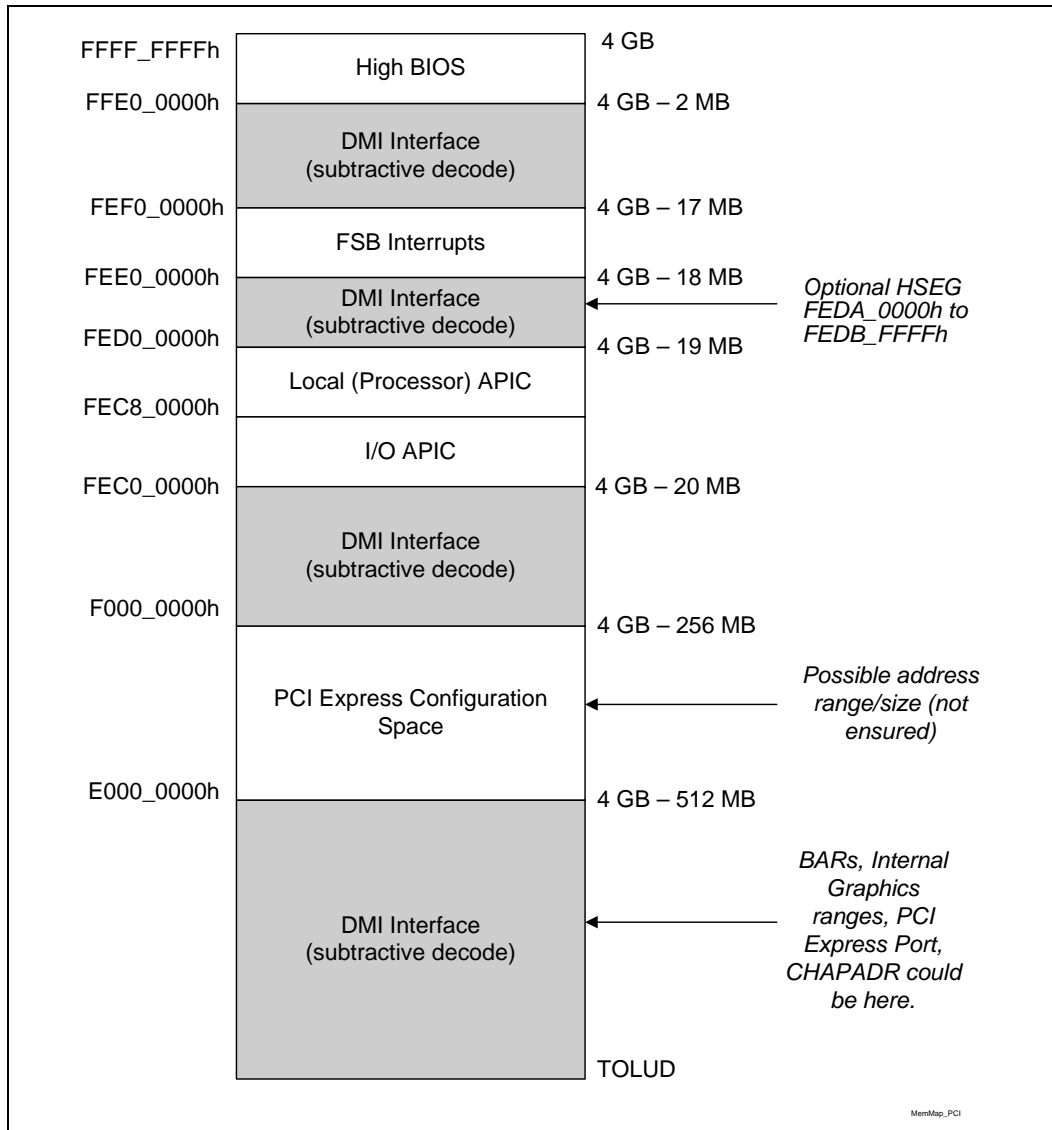 FFFF_FFFFh
4 GB
High BIOS
FFE0_0000h
4 GB – 2 MB
DMI Interface
(subtractive decode)
FEF0_0000h
4 GB – 17 MB
FSB Interrupts
FEE0_0000h
4 GB – 18 MB
DMI Interface
(subtractive decode)
Optional HSEG
FEDA_0000h to
FEDB_FFFFh
FED0_0000h
4 GB – 19 MB
Local (Processor) APIC
FEC8_0000h
I/O APIC
FEC0_0000h
4 GB – 20 MB
DMI Interface
(subtractive decode)
F000_0000h
4 GB – 256 MB
PCI Express Configuration
Space
Possible address
range/size (not
ensured)
E000_0000h
4 GB – 512 MB
DMI Interface
(subtractive decode)
BARs, Internal
Graphics
ranges, PCI
Express Port,
CHAPADR could
be here.
TOLUD
MemMap_PCI